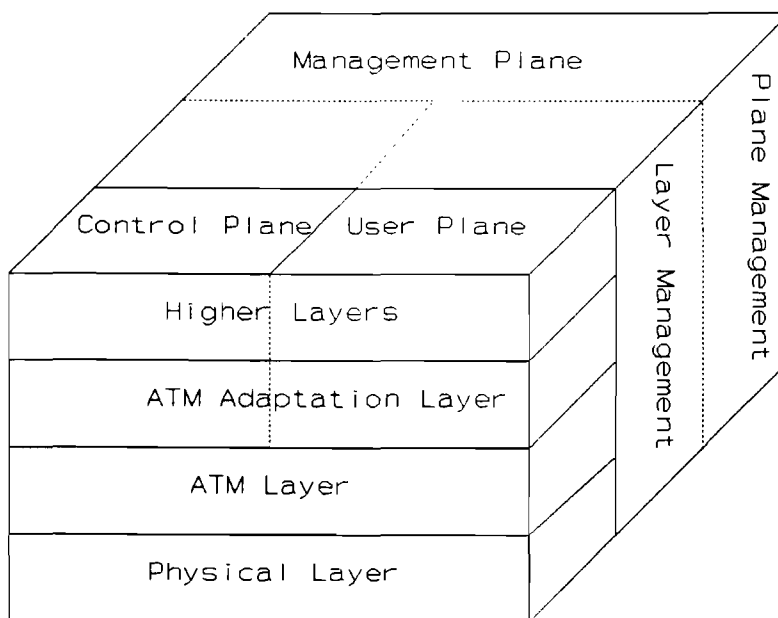 Management Plane
Plane Management
Layer Management
Control Plane
User Plane
Higher Layers
ATM Adaptation Layer
ATM Layer
Physical Layer